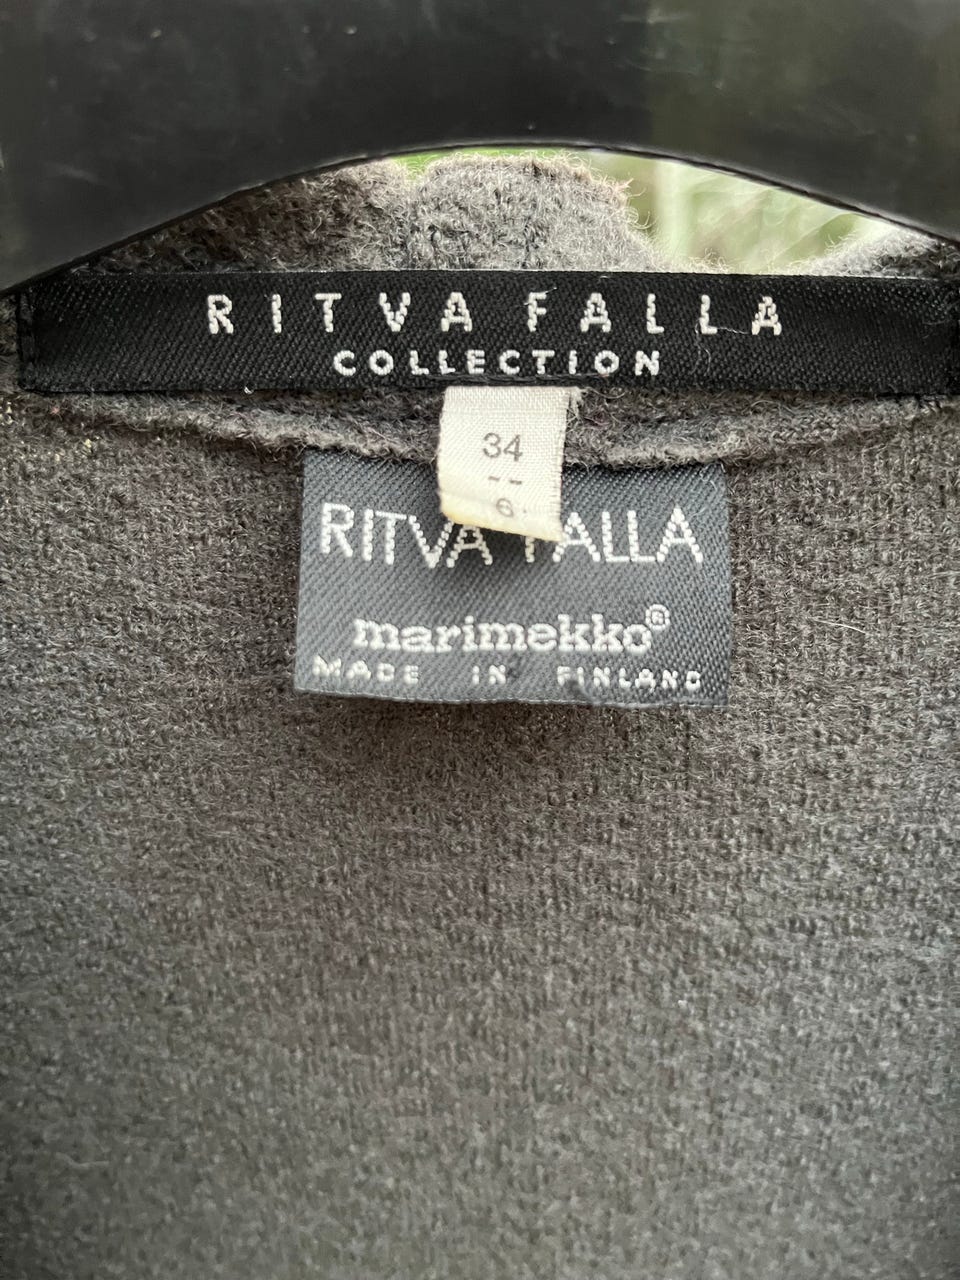 RITVA FALLA
COLLECTION
34
--
6
RITVA FALLA
marimekko®
MADE IN FINLAND